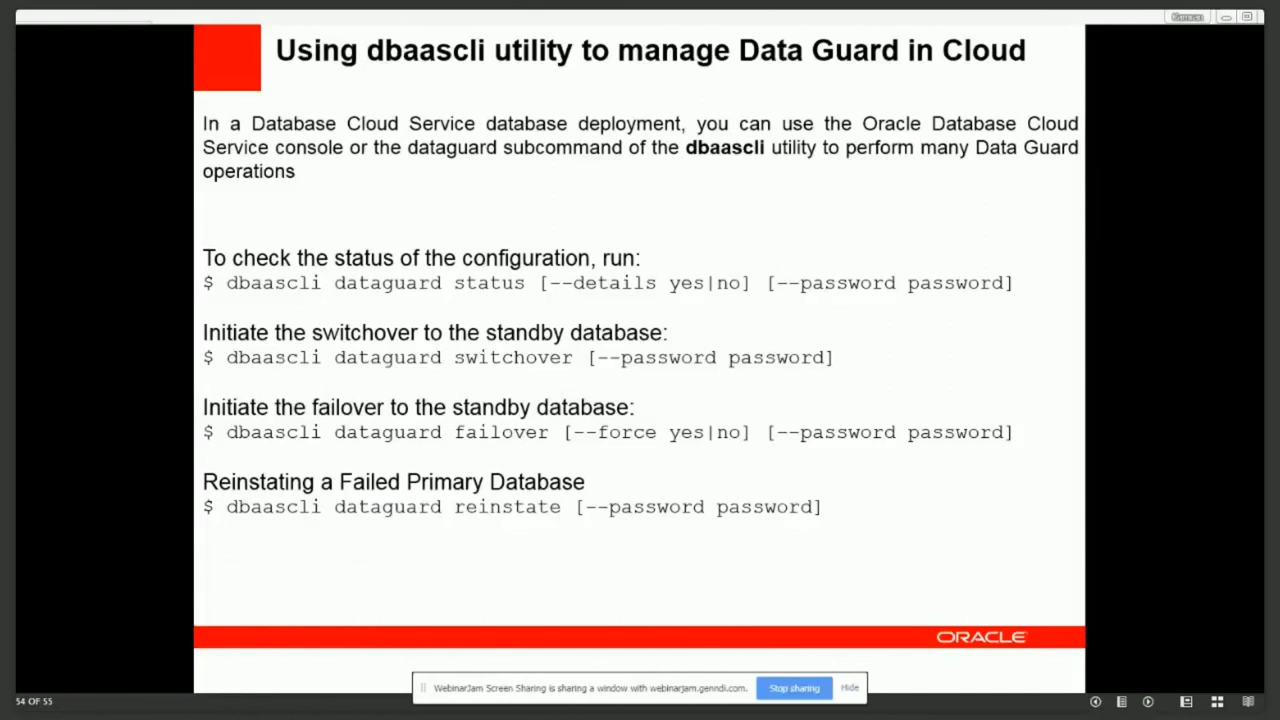 Using dbaascli utility to manage Data Guard in Cloud
In a Database Cloud Service database deployment, you can use the Oracle Database Cloud
Service console or the dataguard subcommand of the dbaascli utility to perform many Data Guard
operations
To check the status of the configuration, run:
$ dbaascli dataguard status [--details yes|no] [--password password]
Initiate the switchover to the standby database:
$ dbaascli dataguard switchover [--password password]
Initiate the failover to the standby database:
$ dbaascli dataguard failover [--force yes|no] [--password password]
Reinstating a Failed Primary Database
$ dbaascli dataguard reinstate [--password password]
ORACLE
WebinarJam Screen Sharing is sharing a window with webinarjam.genndi.com. Stop sharing Hide
54 OF 55